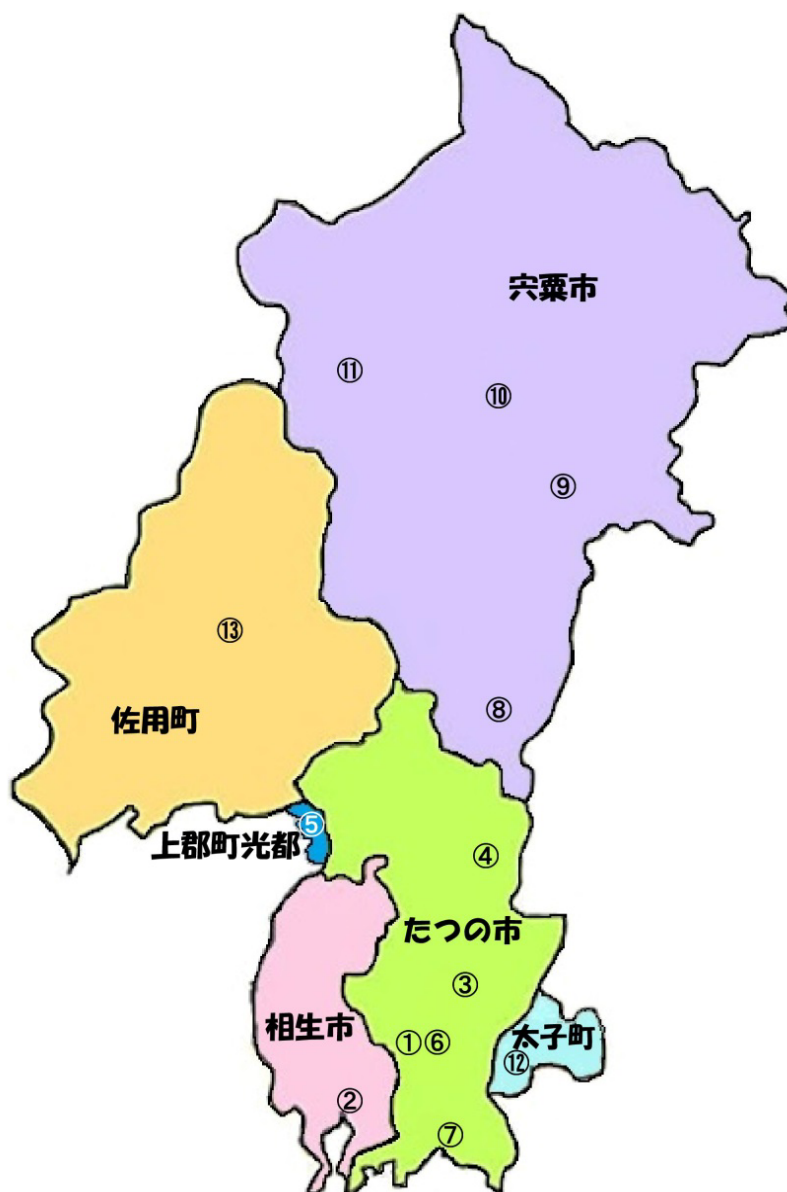 宍粟市
⑪
⑩
⑨
⑬
⑧
佐用町
⑤
上郡町光都
④
たつの市
③
相生市
太子町
①⑥
⑫
②
⑦